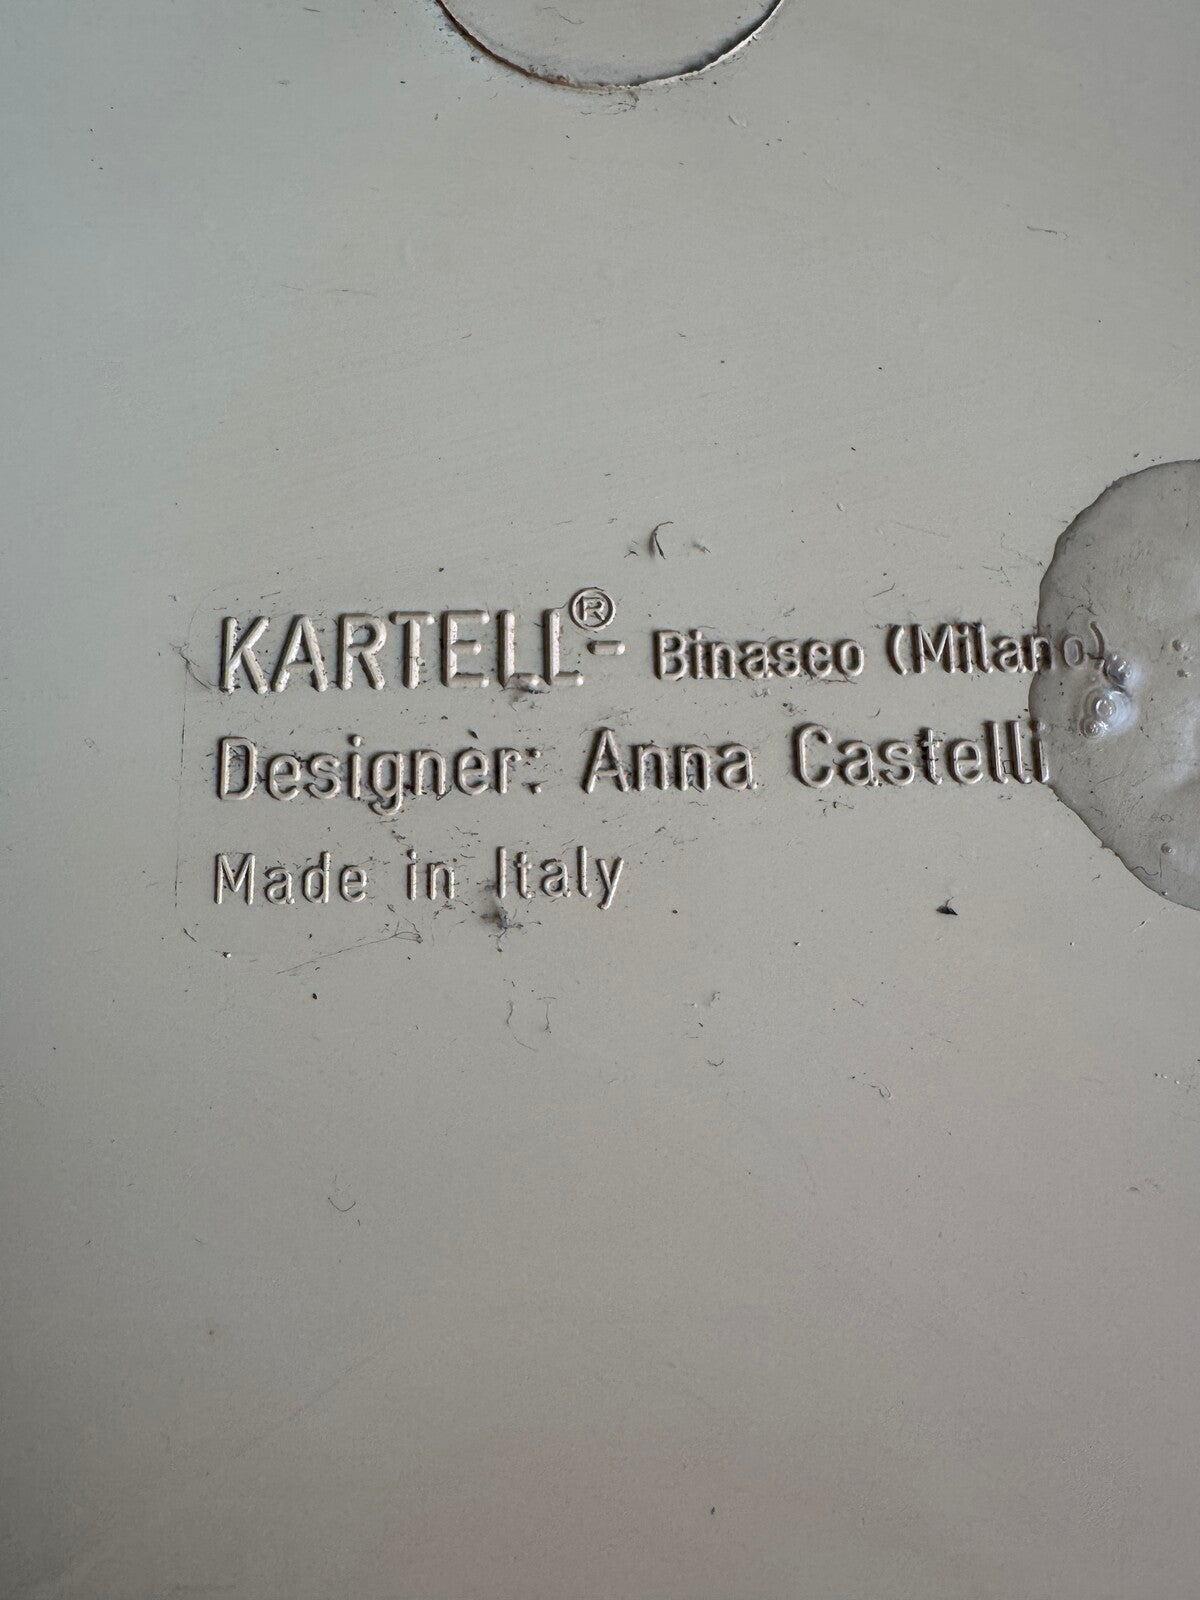 KARTELL®- Binasco (Milano)
Designer: Anna Castelli
Made in Italy